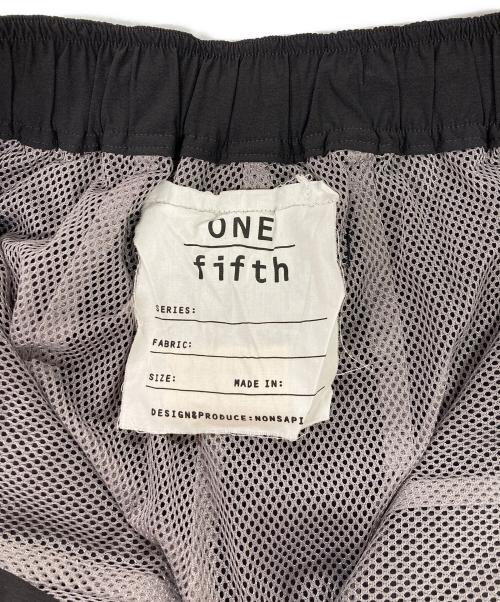 ONE
fifth
SERIES:
FABRIC:
SIZE: MADE IN:
DESIGN&PRODUCE:NONSAPI